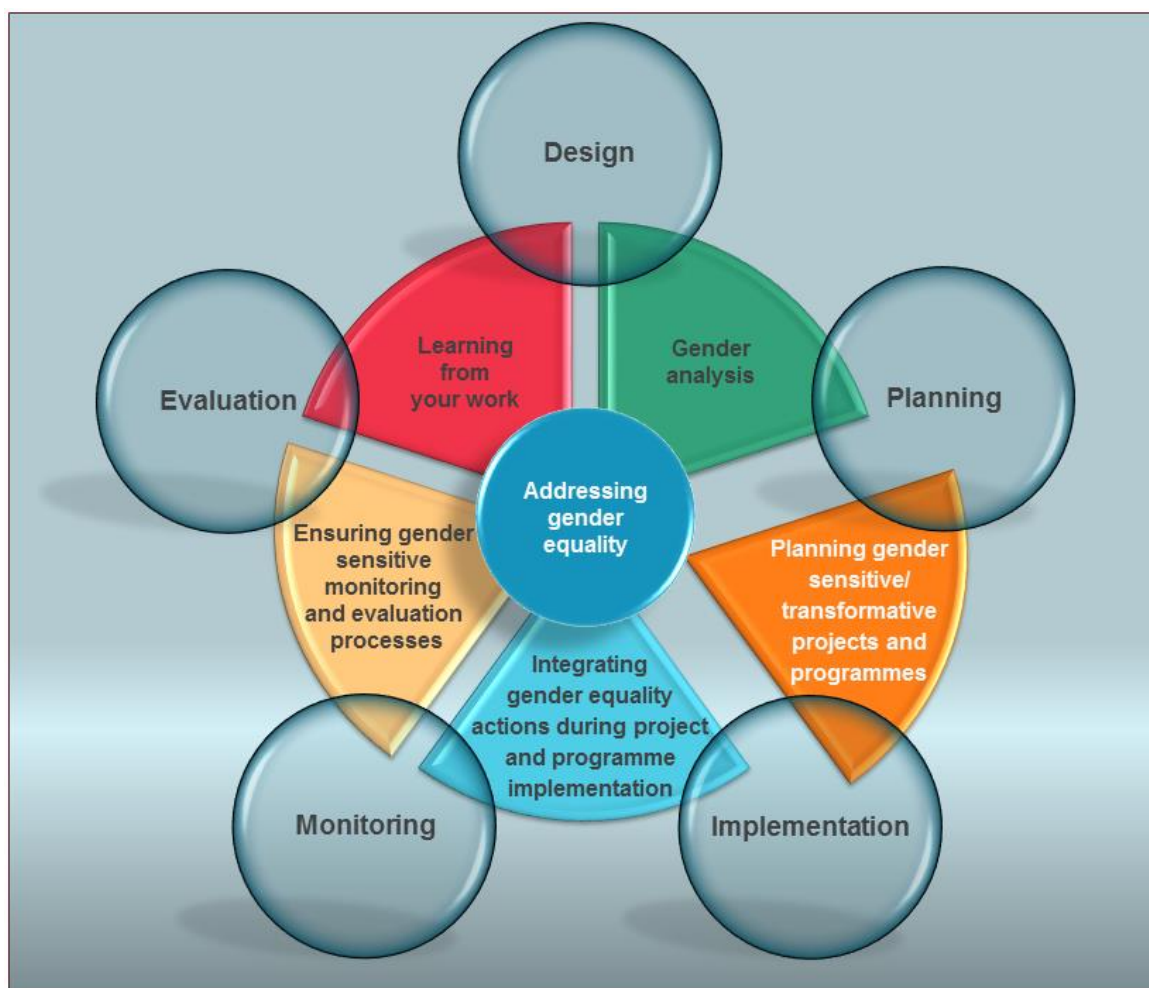 Design
Gender
analysis
Planning
Planning gender
sensitive/
transformative
projects and
programmes
Implementation
Integrating
gender equality
actions during project
and programme
implementation
Monitoring
Ensuring gender
sensitive
monitoring
and evaluation
processes
Evaluation
Learning
from
your work
Addressing
gender
equality